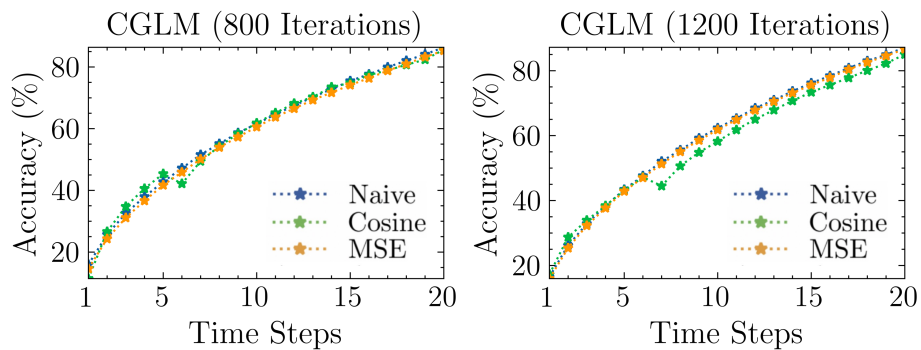 CGLM (800 Iterations)
Accuracy (%)
80
60
40
20
1
5
10
15
20
Time Steps
Naive
Cosine
MSE
CGLM (1200 Iterations)
Accuracy (%)
80
60
40
20
1
5
10
15
20
Time Steps
Naive
Cosine
MSE